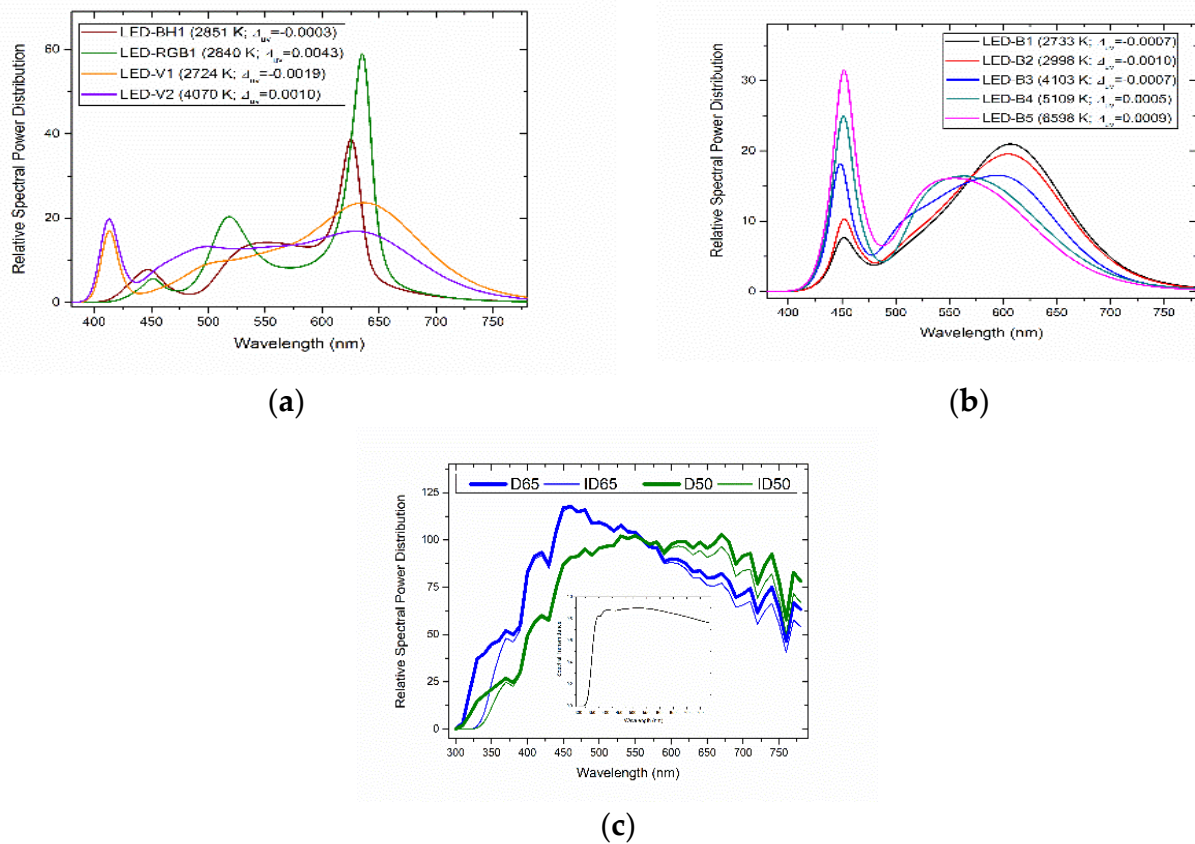 LED-BH1 (2851 K; Δuv=-0.0003)
LED-RGB1 (2840 K; Δuv=0.0043)
LED-V1 (2724 K; Δuv=-0.0019)
LED-V2 (4070 K; Δuv=0.0010)
Relative Spectral Power Distribution
60
40
20
0
400 450 500 550 600 650 700 750
Wavelength (nm)
(a)
LED-B1 (2733 K; Δuv=-0.0007)
LED-B2 (2998 K; Δuv=-0.0010)
LED-B3 (4103 K; Δuv=-0.0007)
LED-B4 (5109 K; Δuv=0.0005)
LED-B5 (6598 K; Δuv=0.0009)
Relative Spectral Power Distribution
30
20
10
0
400 450 500 550 600 650 700 750
Wavelength (nm)
(b)
D65 ID65 D50 ID50
Relative Spectral Power Distribution
125
100
75
50
25
0
300 350 400 450 500 550 600 650 700 750
Wavelength (nm)
Wavelength (nm)
(c)